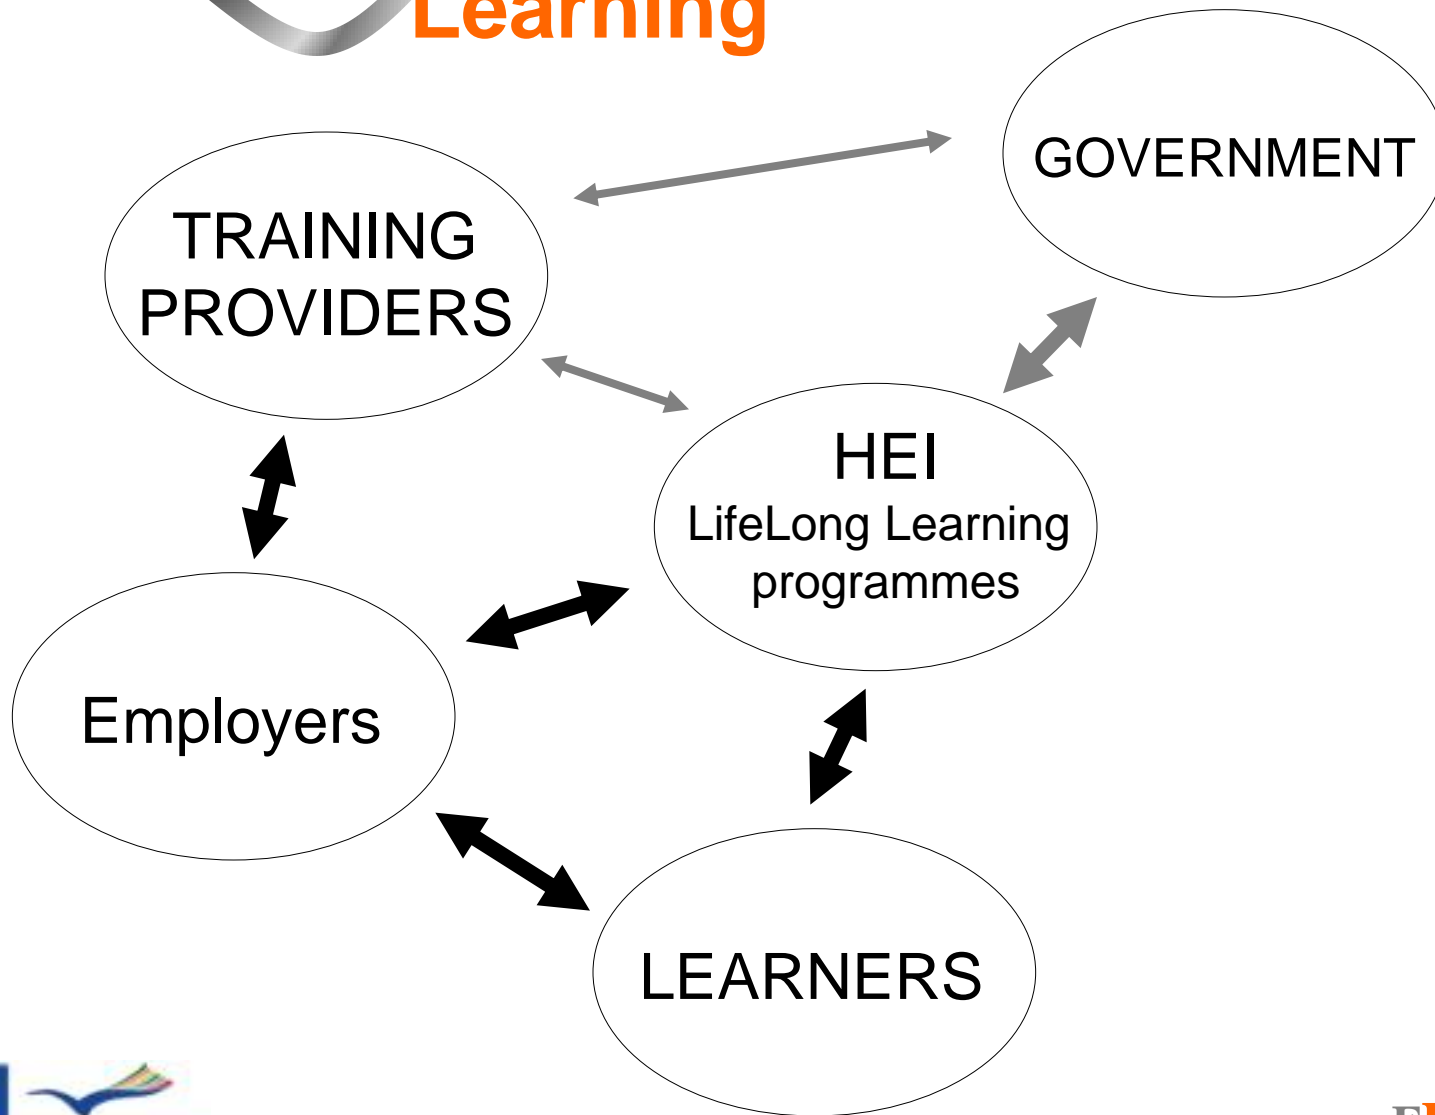 Learning
GOVERNMENT
TRAINING
PROVIDERS
HEI
LifeLong Learning
programmes
Employers
LEARNERS